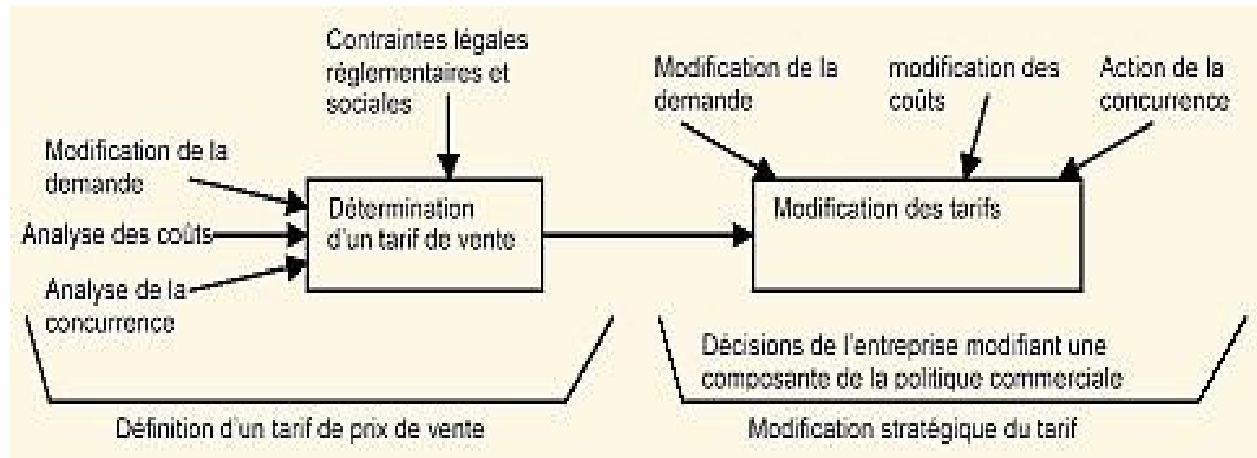 Contraintes légales
réglementaires et
sociales
Modification de la
demande
Analyse des coûts
Analyse de la
concurrence
Détermination
d'un tarif de vente
Définition d'un tarif de prix de vente
Modification de la
demande
modification des
coûts
Action de la
concurrence
Modification des tarifs
Décisions de l'entreprise modifiant une
composante de la politique commerciale
Modification stratégique du tarif